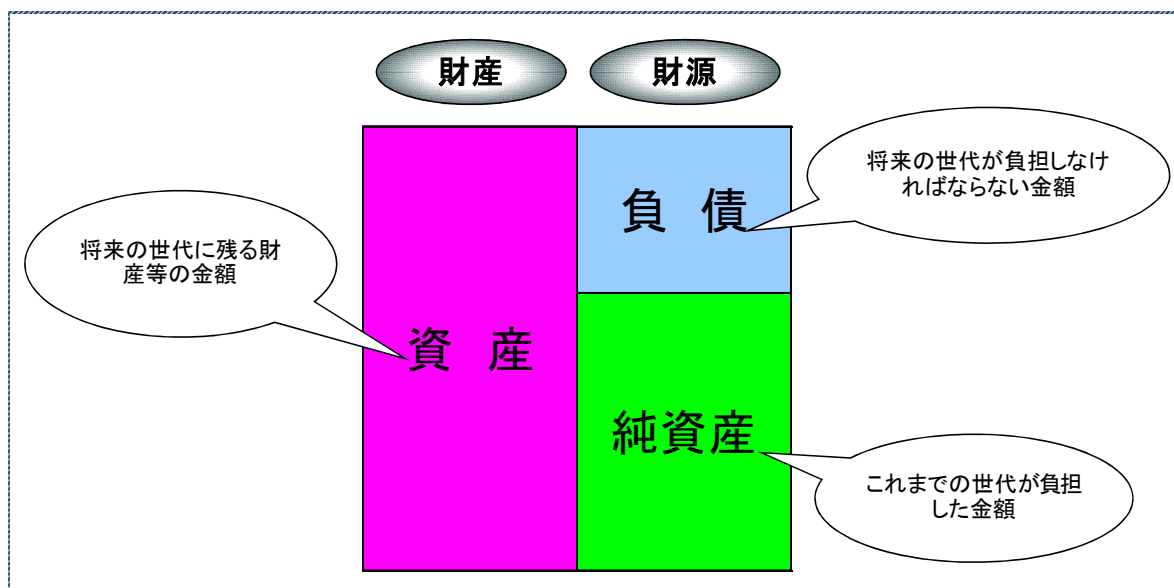 財産
財源
将来の世代が負担しなけ
ればならない金額
負 債
将来の世代に残る財
産等の金額
資 産
純資産
これまでの世代が負担
した金額